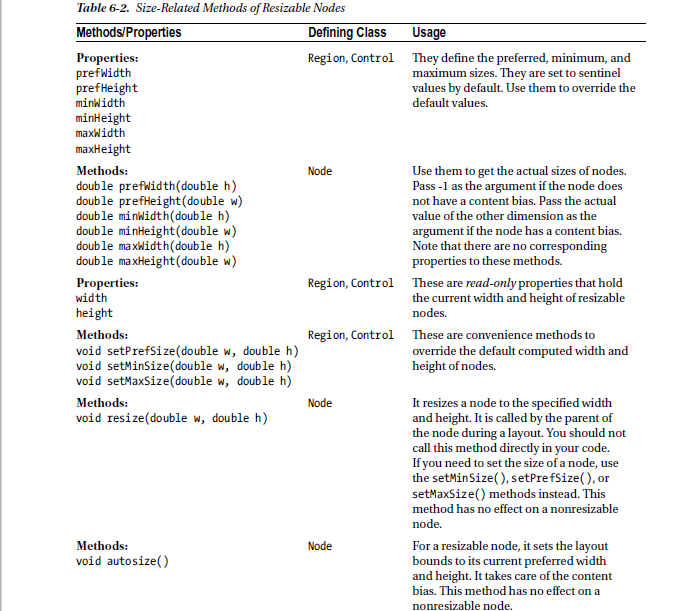 Table 6-2. Size-Related Methods of Resizable Nodes
Methods/Properties Defining Class Usage
Properties: Region, Control They define the preferred, minimum, and
prefWidth maximum sizes. They are set to sentinel
prefHeight values by default. Use them to override the
minWidth default values.
minHeight
maxWidth
maxHeight
Methods: Node Use them to get the actual sizes of nodes.
double prefWidth(double h) Pass -1 as the argument if the node does
double prefHeight(double w) not have a content bias. Pass the actual
double minWidth(double h) value of the other dimension as the
double minHeight(double w) argument if the node has a content bias.
double maxWidth(double h) Note that there are no corresponding
double maxHeight(double w) properties to these methods.
Properties: Region, Control These are read-only properties that hold
width the current width and height of resizable
height nodes.
Methods: Region, Control These are convenience methods to
void setPrefSize(double w, double h) override the default computed width and
void setMinSize(double w, double h) height of nodes.
void setMaxSize(double w, double h)
Methods: Node It resizes a node to the specified width
void resize(double w, double h) and height. It is called by the parent of
the node during a layout. You should not
call this method directly in your code.
If you need to set the size of a node, use
the setMinSize(), setPrefSize(), or
setMaxSize() methods instead. This
method has no effect on a nonresizable
node.
Methods: Node For a resizable node, it sets the layout
void autosize() bounds to its current preferred width
and height. It takes care of the content
bias. This method has no effect on a
nonresizable node.